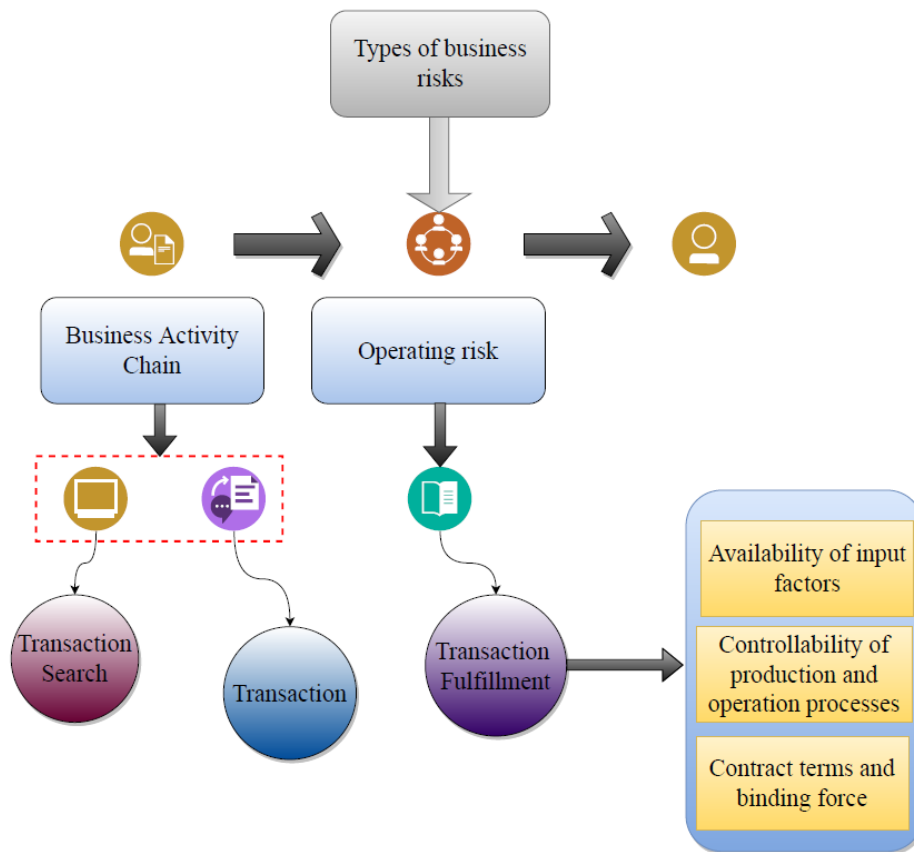 Types of business
risks
Business Activity
Chain
Operating risk
Transaction
Search
Transaction
Transaction
Fulfillment
Availability of input
factors
Controllability of
production and
operation processes
Contract terms and
binding force